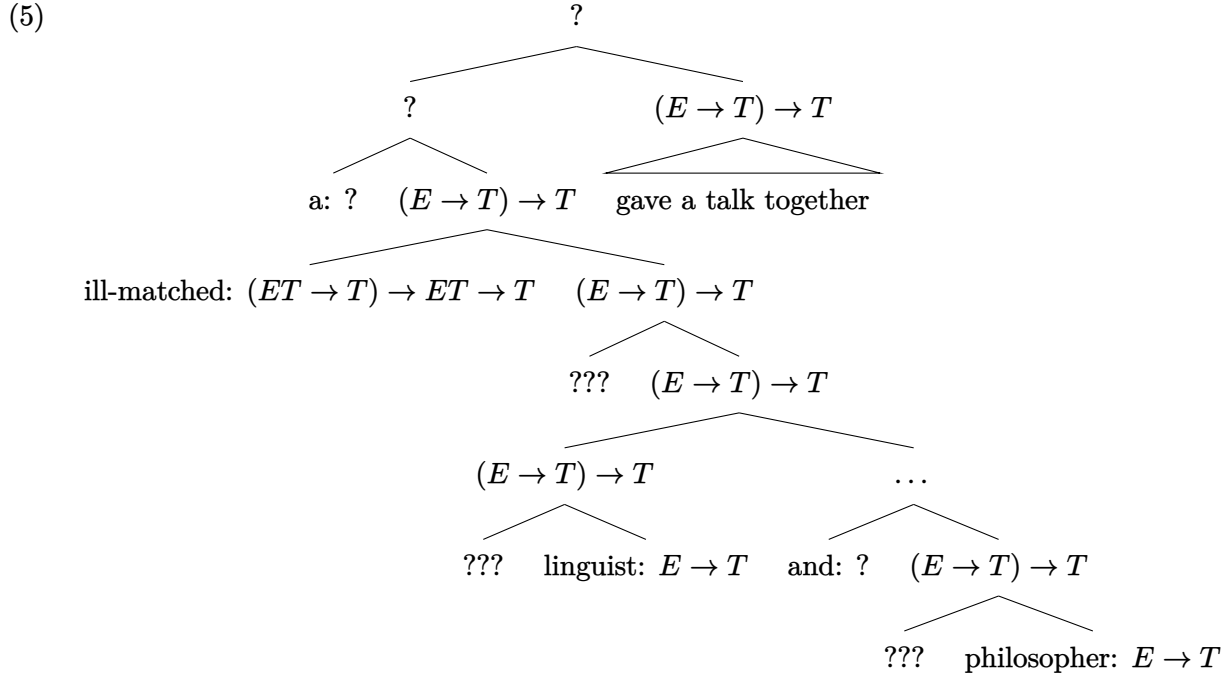 (5) ?
? (E → T) → T
a: ? (E → T) → T gave a talk together
ill-matched: (ET → T) → ET → T (E → T) → T
??? (E → T) → T
(E → T) → T ...
??? linguist: E → T and: ? (E → T) → T
??? philosopher: E → T